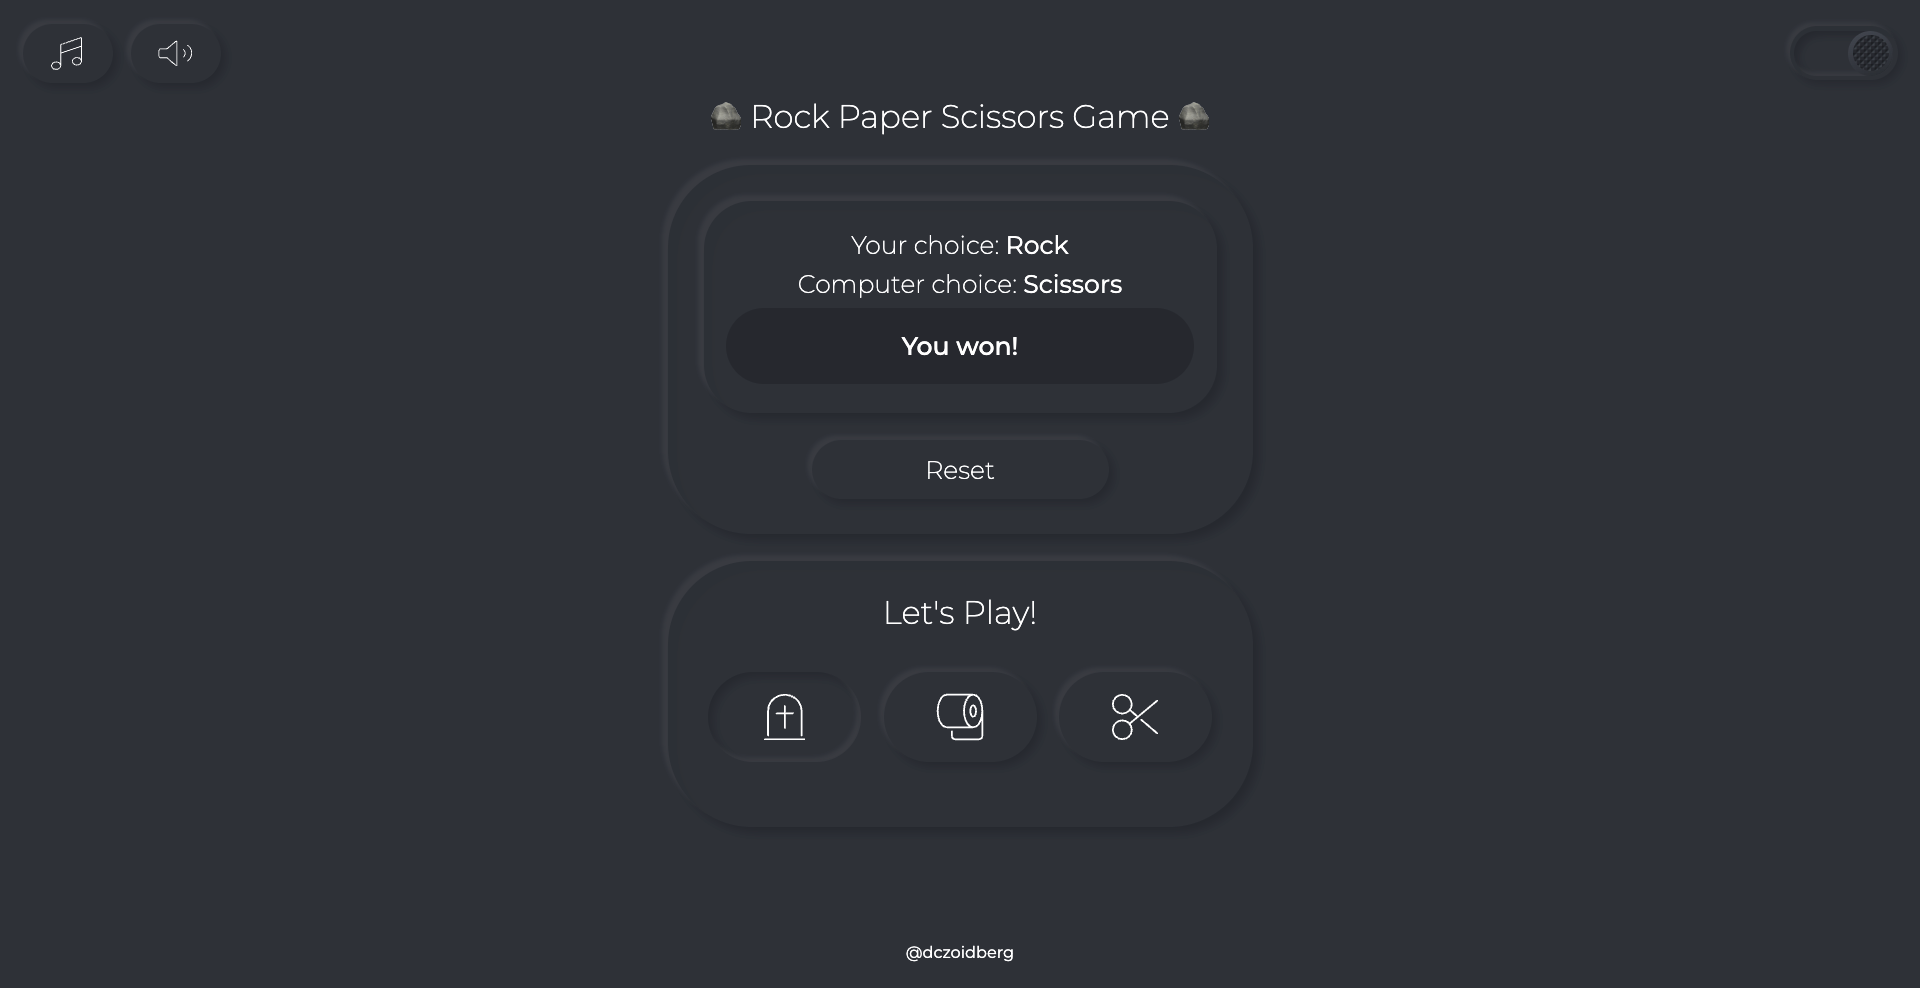 Rock Paper Scissors Game
Your choice: Rock
Computer choice: Scissors
You won!
Reset
Let's Play!
@dczoidberg